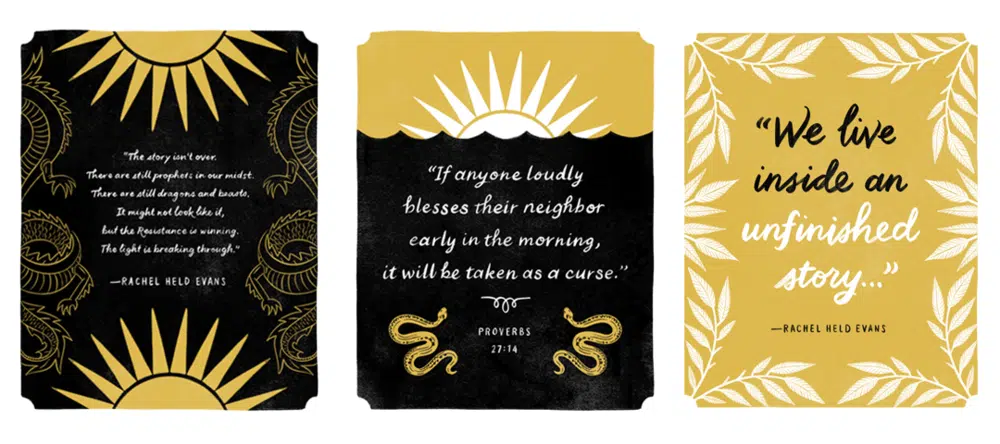 "The story isn't over.
There are still prophets in our midst.
There are still dragons and beasts.
It might not look like it,
but the Resistance is winning.
The light is breaking through."
—RACHEL HELD EVANS
"If anyone loudly
blesses their neighbor
early in the morning,
it will be taken as a curse."
PROVERBS
27:14
"We live
inside an
unfinished
story..."
—RACHEL HELD EVANS